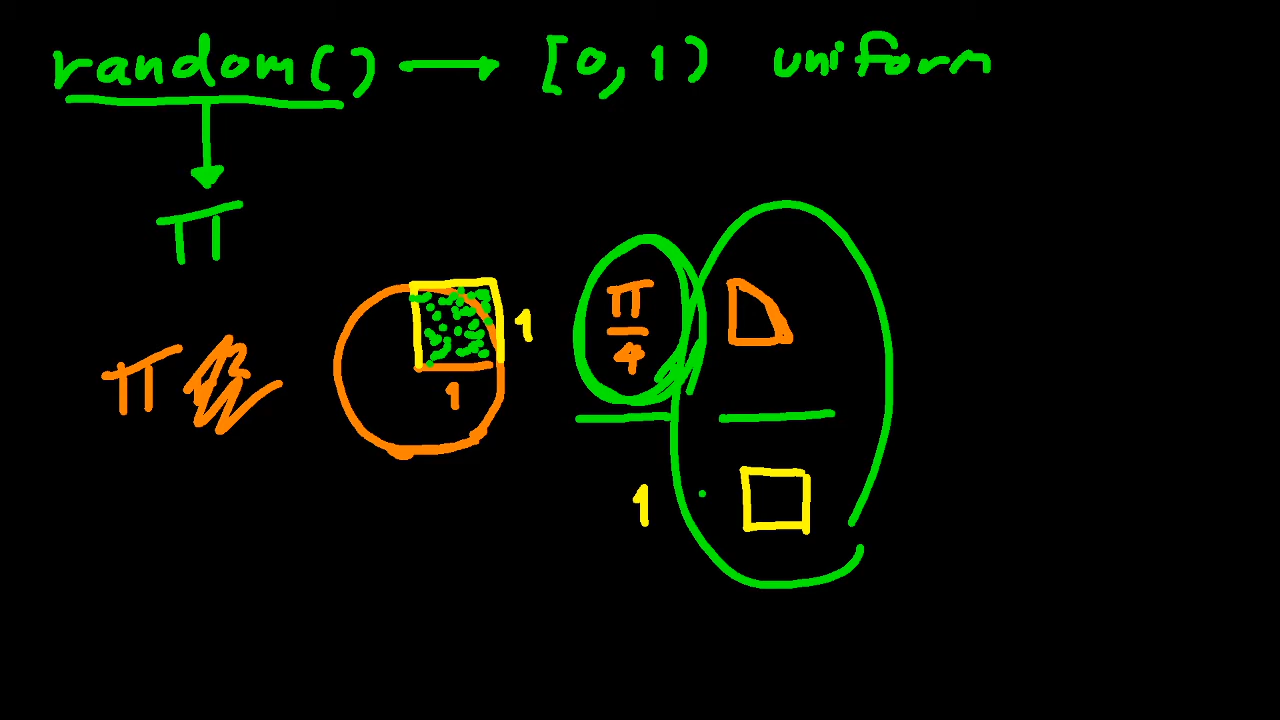 random() → [0,1) uniform
π
π
1
1
π
4
1